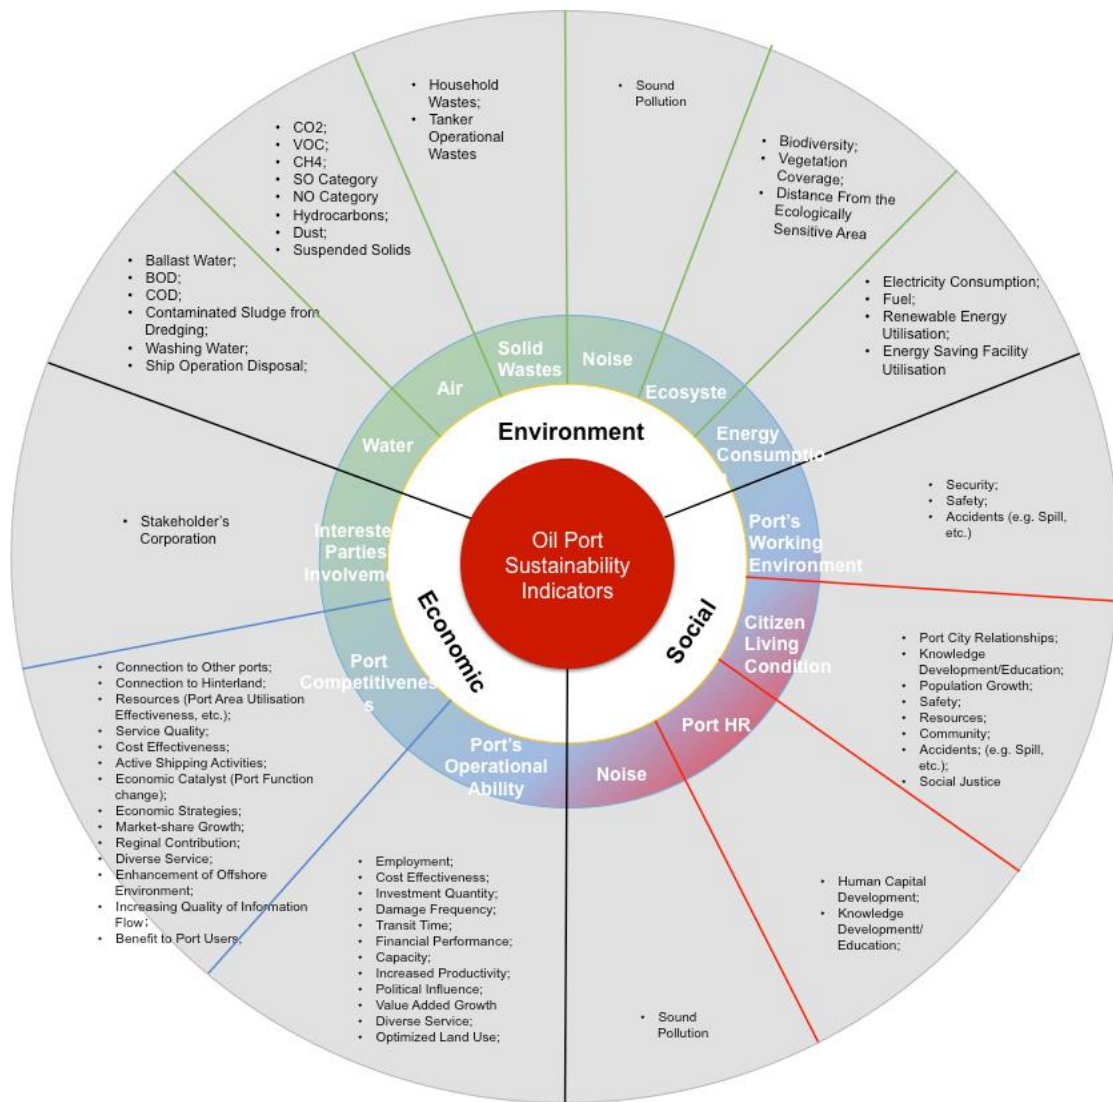 • Household
Wastes;
• Tanker
Operational
Wastes
• Sound
Pollution
• CO2;
• VOC;
• CH4;
• SO Category
• NO Category
• Hydrocarbons;
• Dust;
• Suspended Solids
• Biodiversity;
• Vegetation
Coverage;
• Distance From the
Ecologically
Sensitive Area
• Ballast Water;
• BOD;
• COD;
• Contaminated Sludge from
Dredging;
• Washing Water;
• Ship Operation Disposal;
• Electricity Consumption;
• Fuel;
• Renewable Energy
Utilisation;
• Energy Saving Facility
Utilisation
Solid
Wastes
Noise
Air
Ecosyste
Water
Energy
Consumptio
Environment
• Security;
• Safety;
• Accidents (e.g. Spill,
etc.)
• Stakeholder's
Corporation
Intereste
Parties
Involveme
Port's
Working
Environment
Oil Port
Sustainability
Indicators
Economic
Social
Citizen
Living
Condition
• Port City Relationships;
• Knowledge
Development/Education;
• Population Growth;
• Safety;
• Resources;
• Community;
• Accidents; (e.g. Spill,
etc.);
• Social Justice
Port
Competitivenes
s
Port HR
Port's
Operational
Ability
Noise
• Connection to Other ports;
• Connection to Hinterland;
• Resources (Port Area Utilisation
Effectiveness, etc.);
• Service Quality;
• Cost Effectiveness;
• Active Shipping Activities;
• Economic Catalyst (Port Function
change);
• Economic Strategies;
• Market-share Growth;
• Reginal Contribution;
• Diverse Service;
• Enhancement of Offshore
Environment;
• Increasing Quality of Information
Flow;
• Benefit to Port Users;
• Employment;
• Cost Effectiveness;
• Investment Quantity;
• Damage Frequency;
• Transit Time;
• Financial Performance;
• Capacity;
• Increased Productivity;
• Political Influence;
• Value Added Growth
• Diverse Service;
• Optimized Land Use;
• Human Capital
Development;
• Knowledge
Developmentt/
Education;
• Sound
Pollution